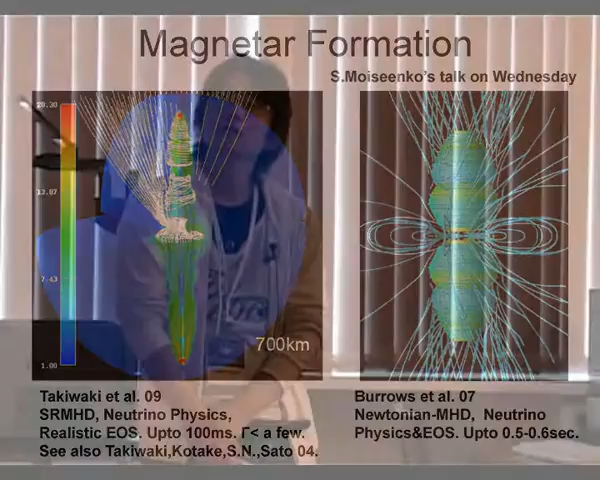 Magnetar Formation
S.Moiseenko's talk on Wednesday
20.30
13.87
7.43
1.00
700km
Takiwaki et al. 09
SRMHD, Neutrino Physics,
Realistic EOS. Upto 100ms. Γ< a few.
See also Takiwaki,Kotake,S.N.,Sato 04.
Burrows et al. 07
Newtonian-MHD, Neutrino
Physics&EOS. Upto 0.5-0.6sec.